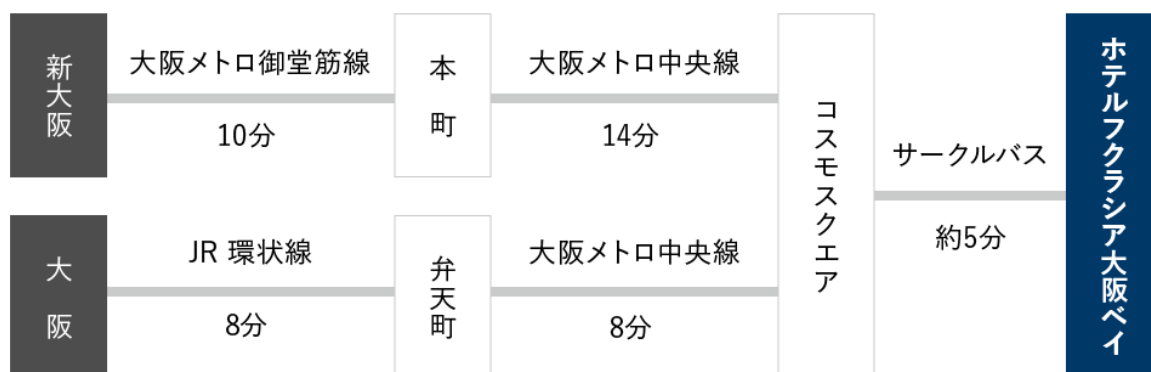 新大阪
大阪メトロ御堂筋線
10分
本町
大阪メトロ中央線
14分
大阪
JR 環状線
8分
弁天町
大阪メトロ中央線
8分
コスモスクエア
サークルバス
約5分
ホテルフクラシア大阪ベイ